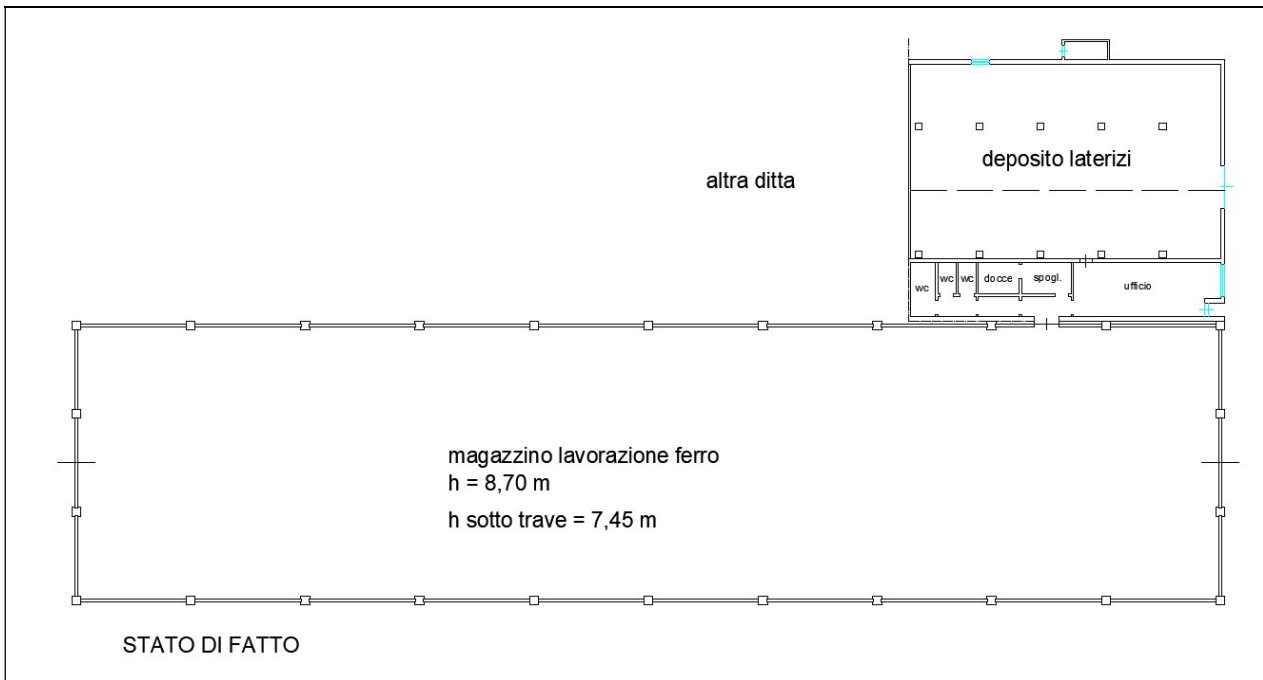 deposito laterizi
altra ditta
wc
wc
wc
docce
spogl.
ufficio
magazzino lavorazione ferro
h = 8,70 m
h sotto trave = 7,45 m
STATO DI FATTO